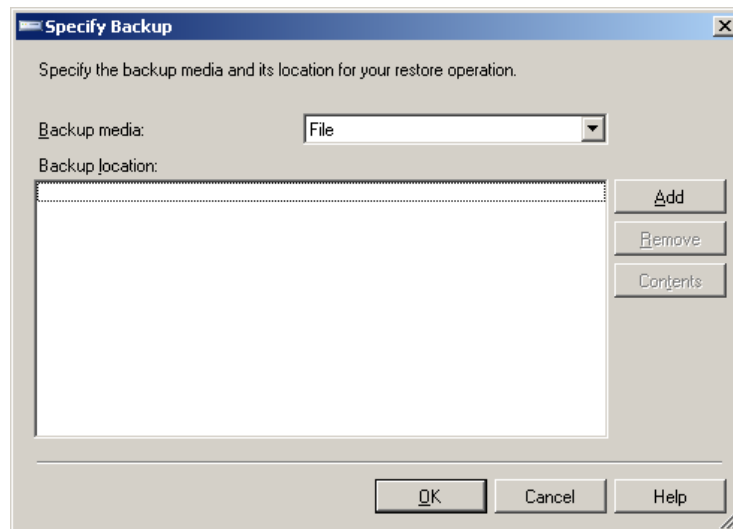 Specify Backup
Specify the backup media and its location for your restore operation.
Backup media:
File
Backup location:
Add
Remove
Contents
OK
Cancel
Help